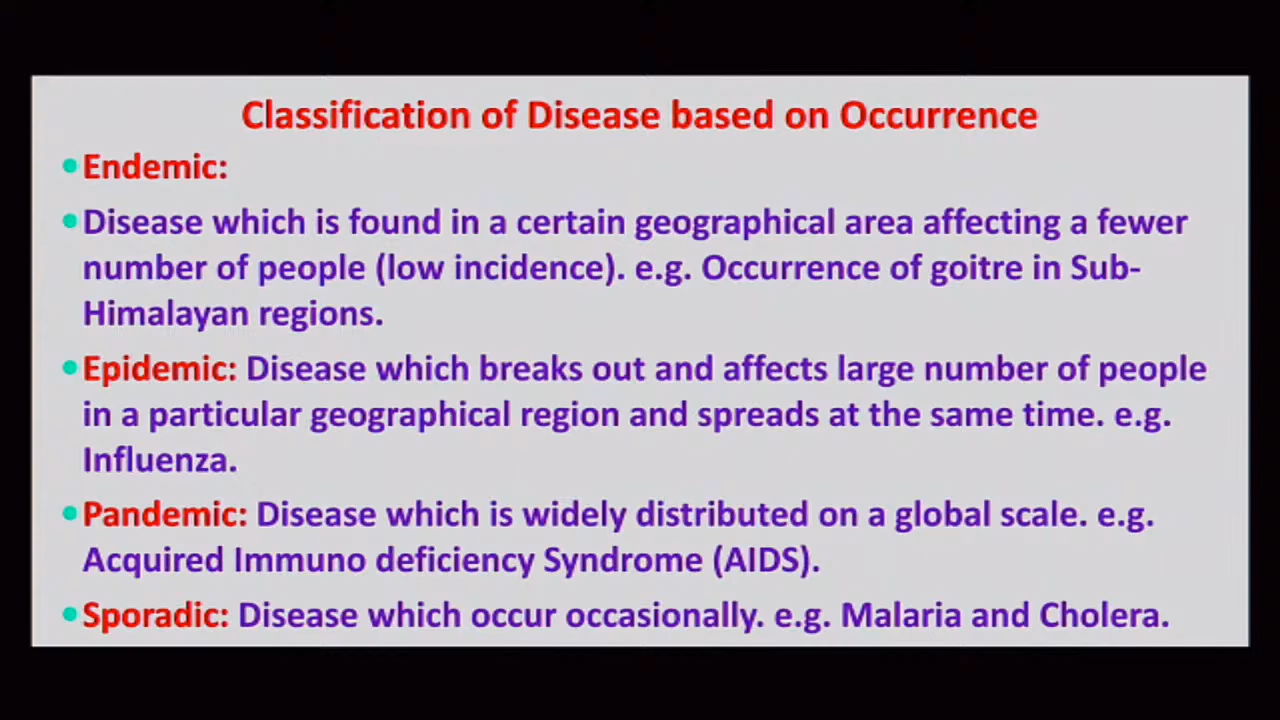 Classification of Disease based on Occurrence
•Endemic:
•Disease which is found in a certain geographical area affecting a fewer
number of people (low incidence). e.g. Occurrence of goitre in Sub-
Himalayan regions.
•Epidemic: Disease which breaks out and affects large number of people
in a particular geographical region and spreads at the same time. e.g.
Influenza.
•Pandemic: Disease which is widely distributed on a global scale. e.g.
Acquired Immuno deficiency Syndrome (AIDS).
•Sporadic: Disease which occur occasionally. e.g. Malaria and Cholera.